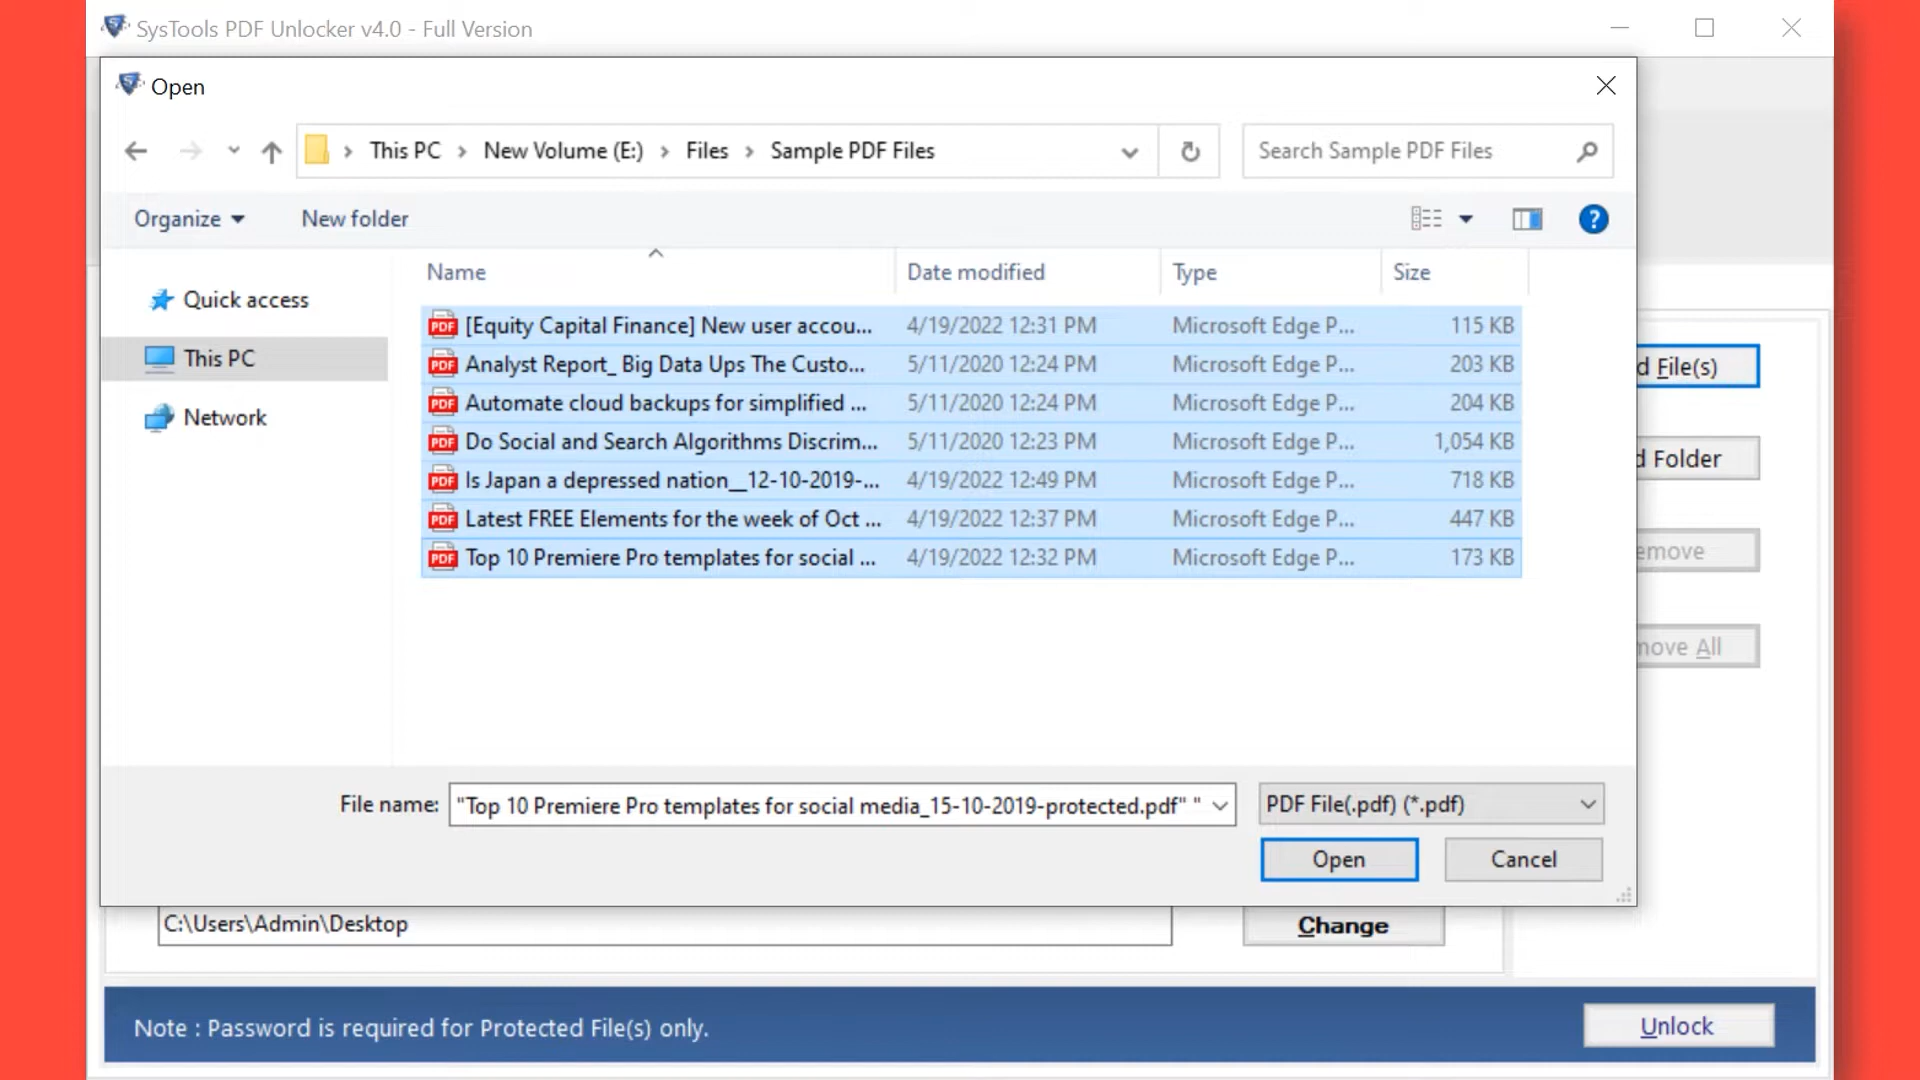 SysTools PDF Unlocker v4.0 - Full Version
Open
This PC > New Volume (E:) > Files > Sample PDF Files
Search Sample PDF Files
Organize
New folder
?
Name Date modified Type Size
Quick access
This PC
Network
[Equity Capital Finance] New user accou... 4/19/2022 12:31 PM Microsoft Edge P... 115 KB
Analyst Report_ Big Data Ups The Custo... 5/11/2020 12:24 PM Microsoft Edge P... 203 KB
Automate cloud backups for simplified ... 5/11/2020 12:24 PM Microsoft Edge P... 204 KB
Do Social and Search Algorithms Discrim... 5/11/2020 12:23 PM Microsoft Edge P... 1,054 KB
Is Japan a depressed nation__12-10-2019-... 4/19/2022 12:49 PM Microsoft Edge P... 718 KB
Latest FREE Elements for the week of Oct ... 4/19/2022 12:37 PM Microsoft Edge P... 447 KB
Top 10 Premiere Pro templates for social ... 4/19/2022 12:32 PM Microsoft Edge P... 173 KB
d File(s)
d Folder
emove
move All
File name: "Top 10 Premiere Pro templates for social media_15-10-2019-protected.pdf" "
PDF File(.pdf) (*.pdf)
Open
Cancel
C:\Users\Admin\Desktop
Change
Note : Password is required for Protected File(s) only.
Unlock